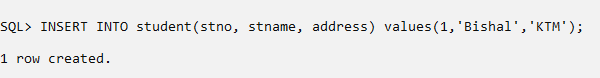 SQL> INSERT INTO student(stno, stname, address) values(1,'Bishal','KTM');
1 row created.